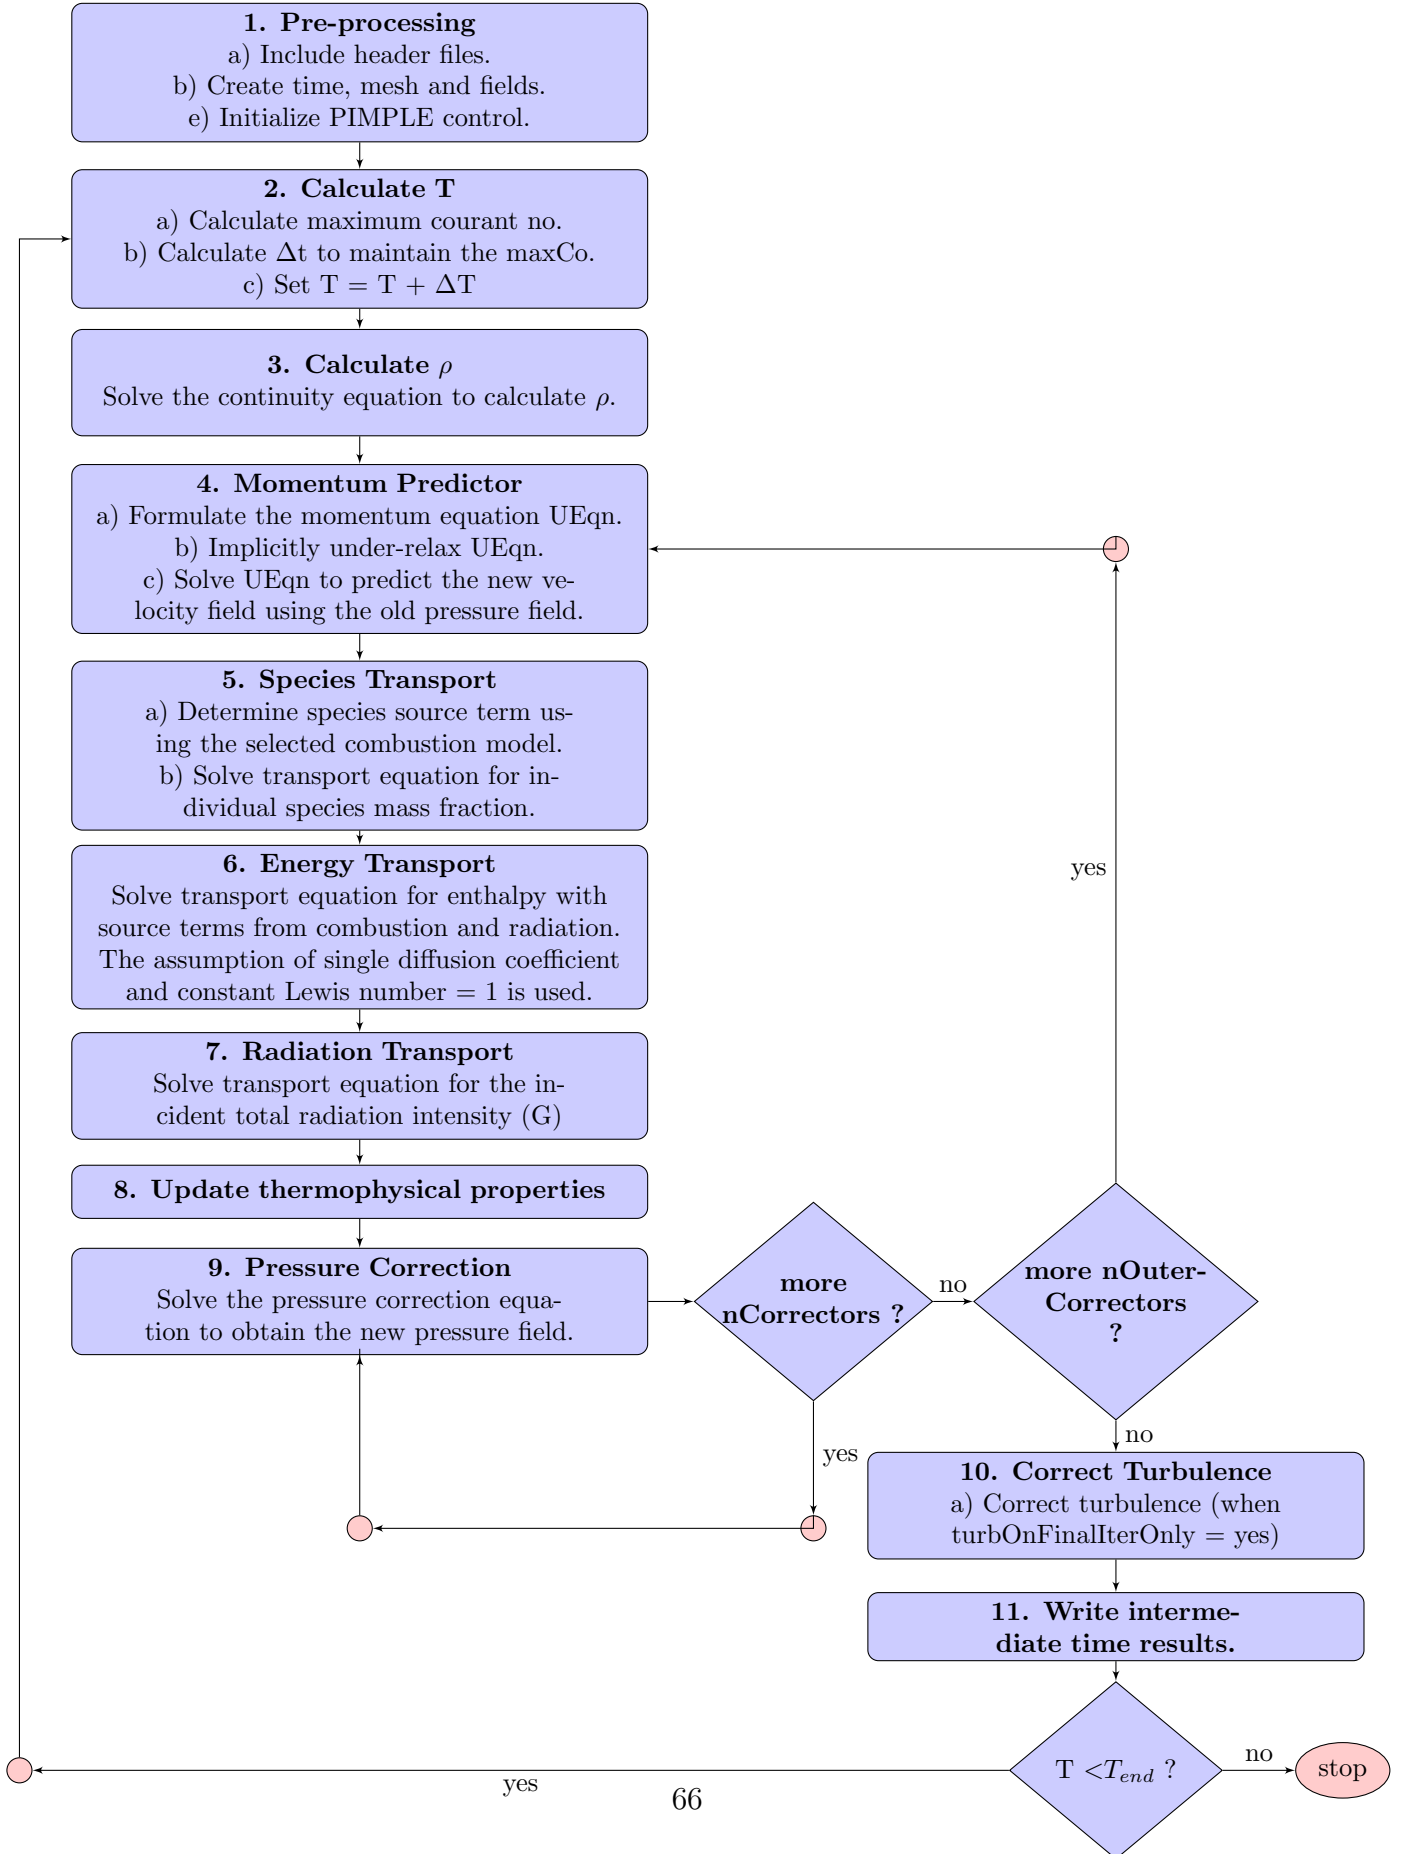 1. Pre-processing
a) Include header files.
b) Create time, mesh and fields.
e) Initialize PIMPLE control.
2. Calculate T
a) Calculate maximum courant no.
b) Calculate Δt to maintain the maxCo.
c) Set T = T + ΔT
3. Calculate ρ
Solve the continuity equation to calculate ρ.
4. Momentum Predictor
a) Formulate the momentum equation UEqn.
b) Implicitly under-relax UEqn.
c) Solve UEqn to predict the new ve-
locity field using the old pressure field.
5. Species Transport
a) Determine species source term us-
ing the selected combustion model.
b) Solve transport equation for in-
dividual species mass fraction.
yes
6. Energy Transport
Solve transport equation for enthalpy with
source terms from combustion and radiation.
The assumption of single diffusion coefficient
and constant Lewis number = 1 is used.
7. Radiation Transport
Solve transport equation for the in-
cident total radiation intensity (G)
8. Update thermophysical properties
9. Pressure Correction
Solve the pressure correction equa-
tion to obtain the new pressure field.
more
nCorrectors ?
no
more nOuter-
Correctors
?
yes
no
10. Correct Turbulence
a) Correct turbulence (when
turbOnFinalIterOnly = yes)
11. Write interme-
diate time results.
T <T_end ?
no
stop
yes
66